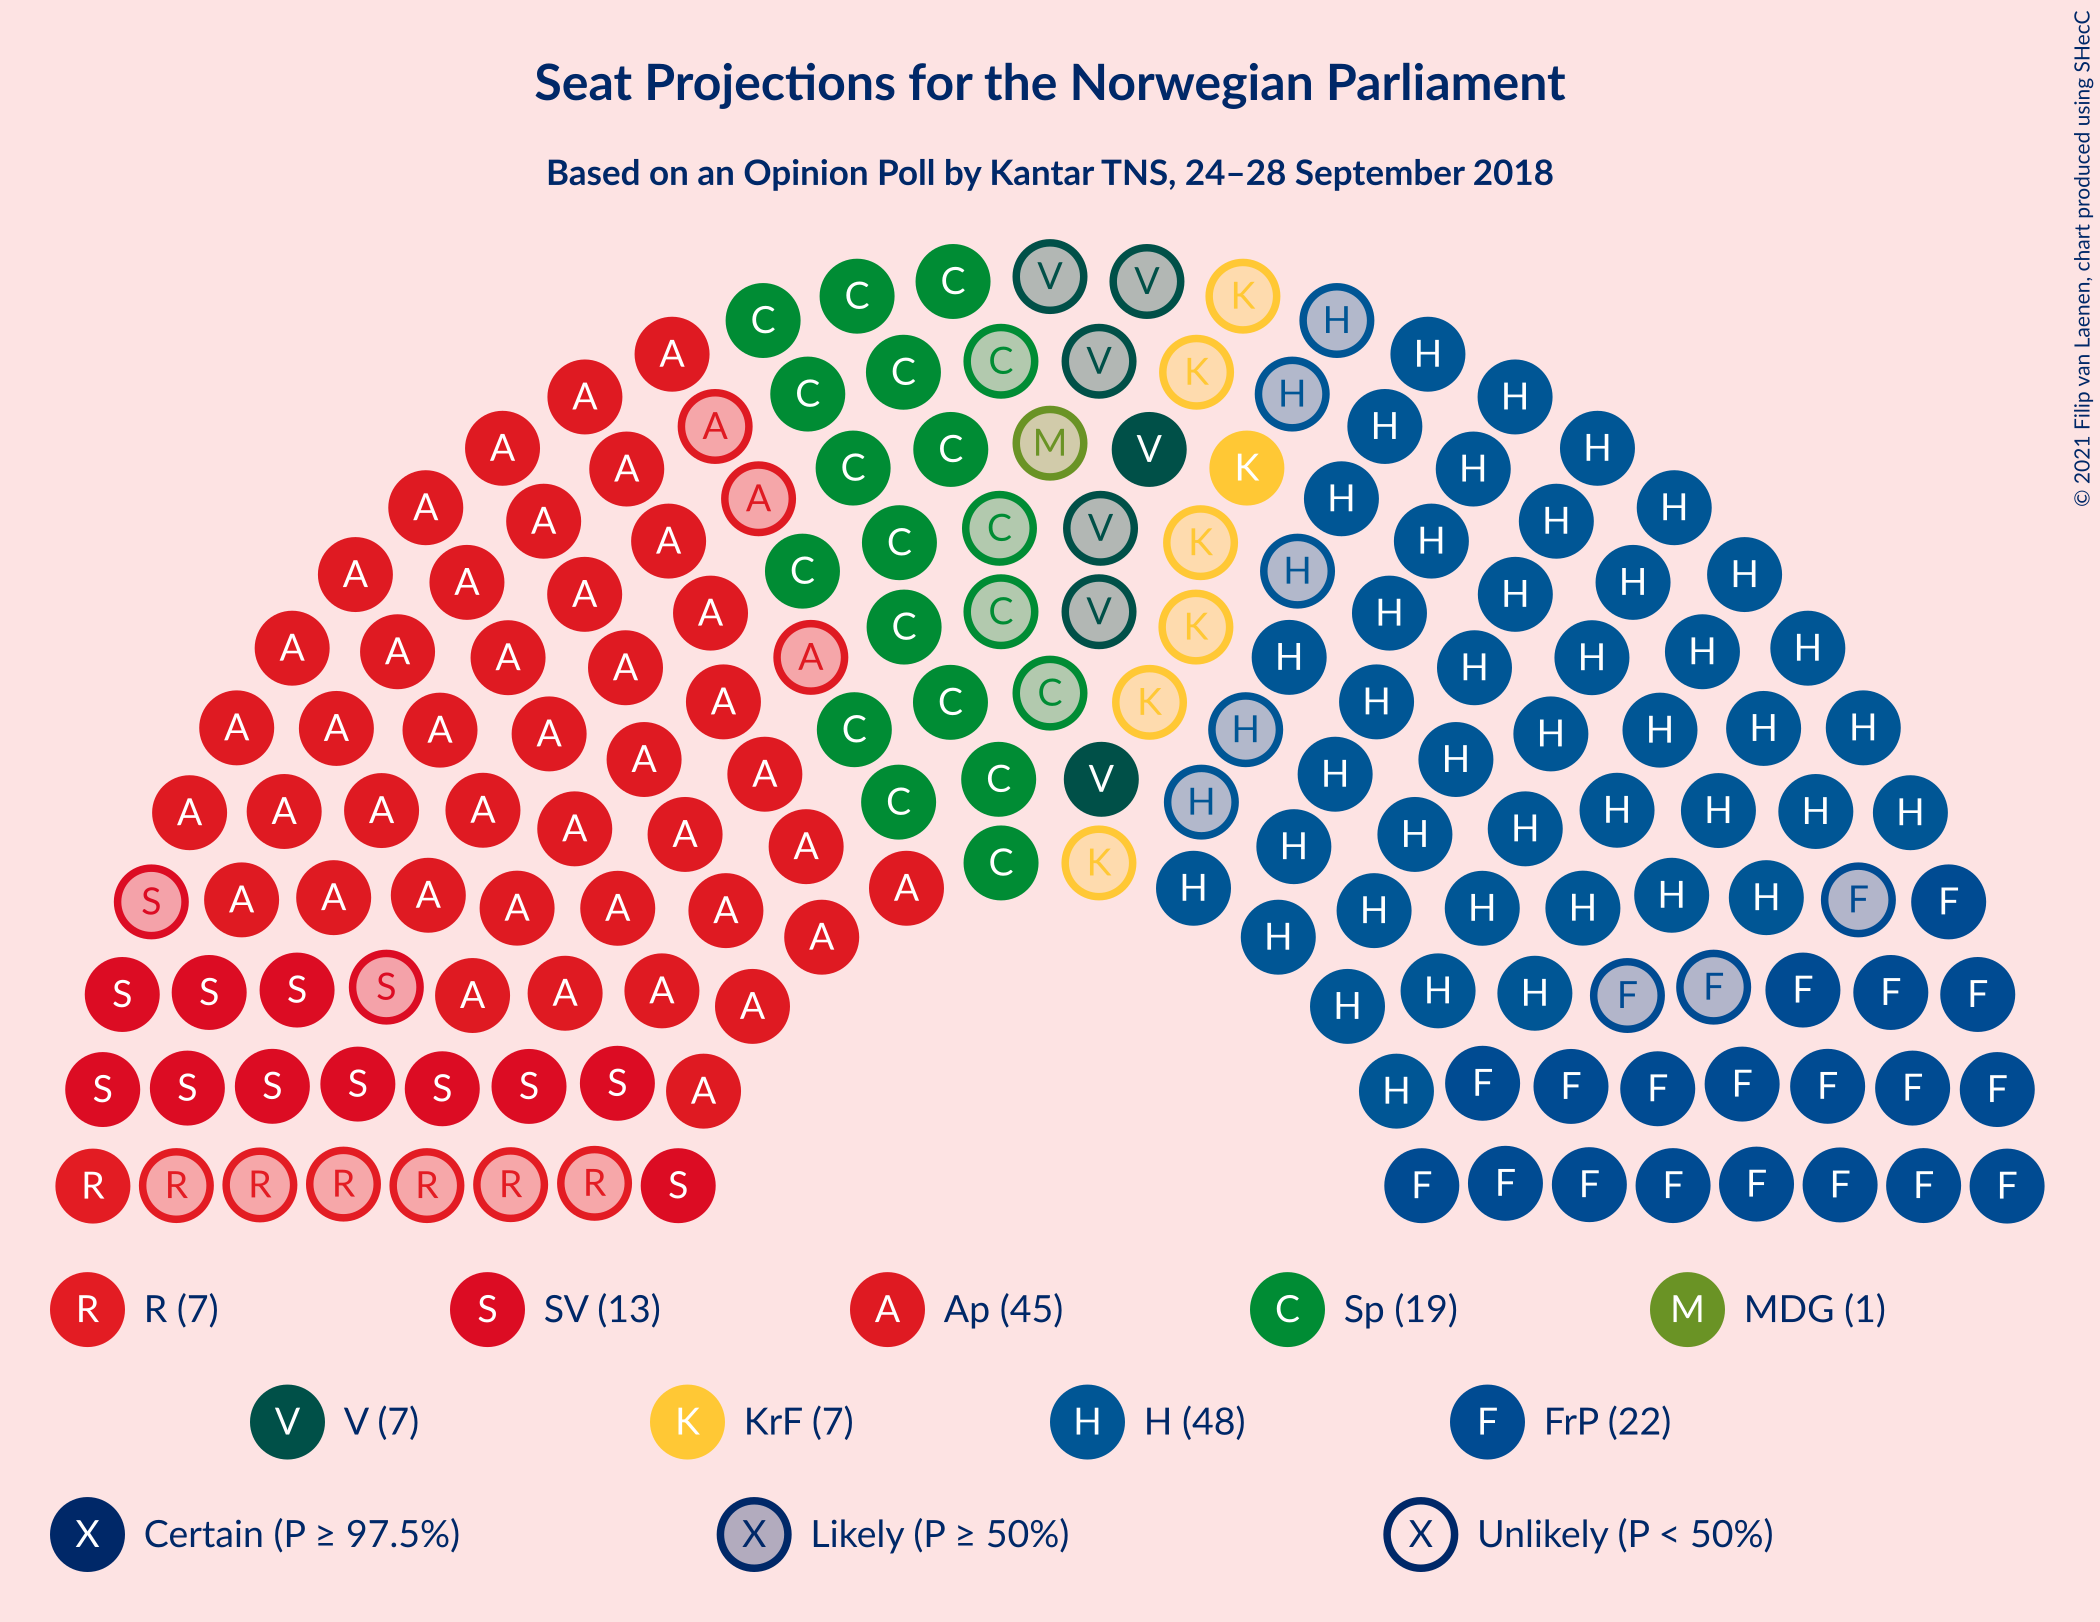 Seat Projections for the Norwegian Parliament
Based on an Opinion Poll by Kantar TNS, 24–28 September 2018
© 2021 Filip van Laenen, chart produced using SHecC
V
C V
C K
C H
A H
C C V K H H
A H
A A C M V K H H H
A H
A A C C C V K H H H
A A A C C V K H H H
A A A A A C C C K H H H H H
A A A A A A C C V H H H H H H
A A A A A A A C K H H H H H H H
S A A A A A A A H H H H H H F F
S S S S A A A A H H H F F F F F
S S S S S S S A H F F F F F F F
R R R R R R R S F F F F F F F F
R R (7) S SV (13) A Ap (45) C Sp (19) M MDG (1)
V V (7) K KrF (7) H H (48) F FrP (22)
X Certain (P ≥ 97.5%) X Likely (P ≥ 50%) X Unlikely (P < 50%)